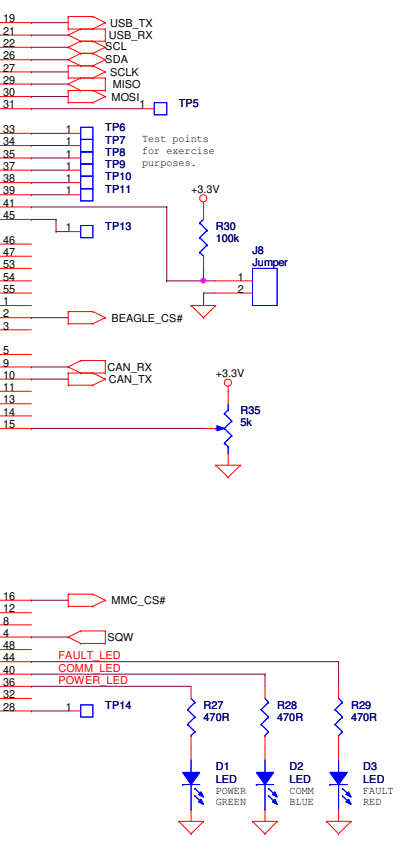 19 USB_TX
21 USB_RX
22 SCL
26 SDA
27 SCLK
29 MISO
30 MOSI
31 1 TP5
33 1 TP6
34 1 TP7 Test points
35 1 TP8 for exercise
37 1 TP9 purposes.
38 1 TP10
39 1 TP11
41 +3.3V
45 1 TP13 R30
100k
J8
Jumper
1
2
46
47
53
54
55
1
2 BEAGLE_CS#
3
5
9 CAN_RX
10 CAN_TX
11 +3.3V
13
14 R35
15 5k
16 MMC_CS#
12
8
4 SQW
48
44 FAULT_LED
40 COMM_LED
36 POWER_LED
32
28 1 TP14
R27 R28 R29
470R 470R 470R
D1 D2 D3
LED LED LED
POWER COMM FAULT
GREEN BLUE RED